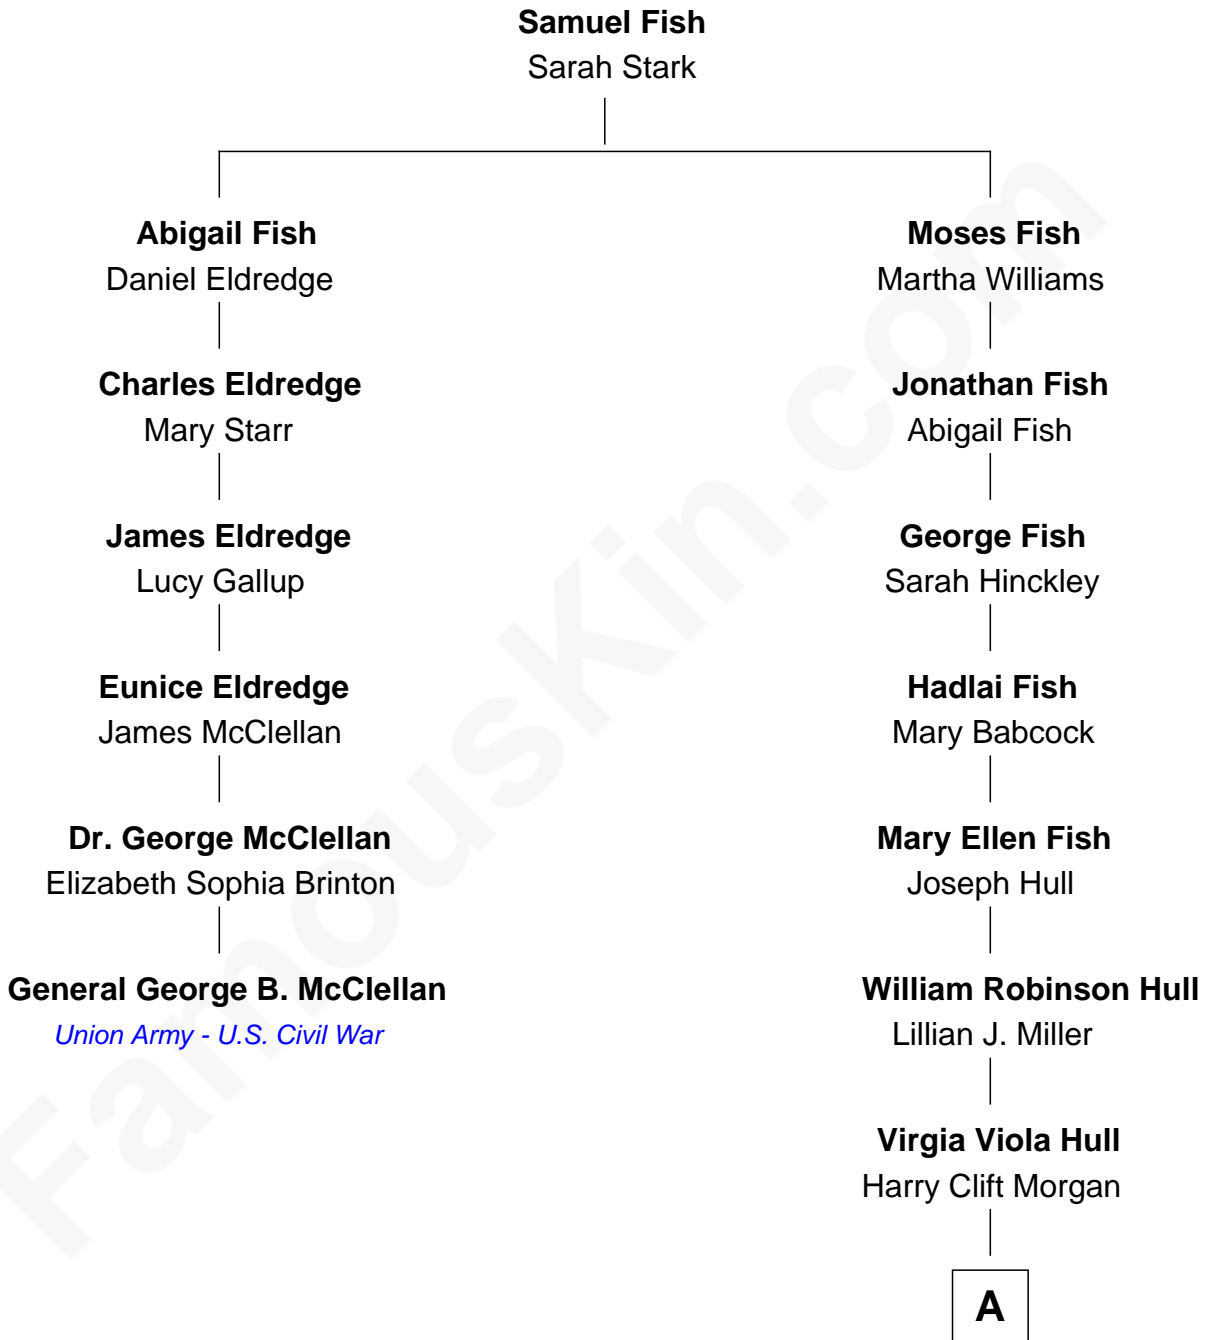 Samuel Fish
Sarah Stark
Abigail Fish
Daniel Eldredge
Moses Fish
Martha Williams
Charles Eldredge
Mary Starr
Jonathan Fish
Abigail Fish
James Eldredge
Lucy Gallup
George Fish
Sarah Hinckley
Eunice Eldredge
James McClellan
Hadlai Fish
Mary Babcock
Dr. George McClellan
Elizabeth Sophia Brinton
Mary Ellen Fish
Joseph Hull
General George B. McClellan
Union Army - U.S. Civil War
William Robinson Hull
Lillian J. Miller
Virgia Viola Hull
Harry Clift Morgan
A
FamousKin.com